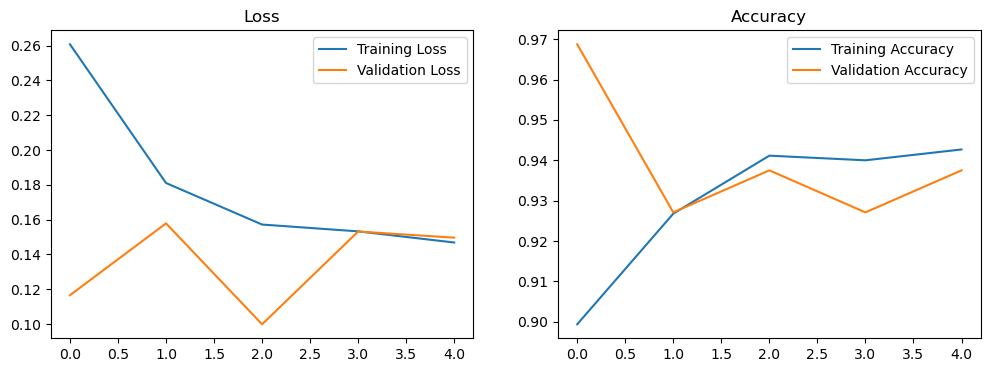 Loss
0.26
0.24
0.22
0.20
0.18
0.16
0.14
0.12
0.10
0.0 0.5 1.0 1.5 2.0 2.5 3.0 3.5 4.0
Training Loss
Validation Loss
Accuracy
0.97
0.96
0.95
0.94
0.93
0.92
0.91
0.90
0.0 0.5 1.0 1.5 2.0 2.5 3.0 3.5 4.0
Training Accuracy
Validation Accuracy